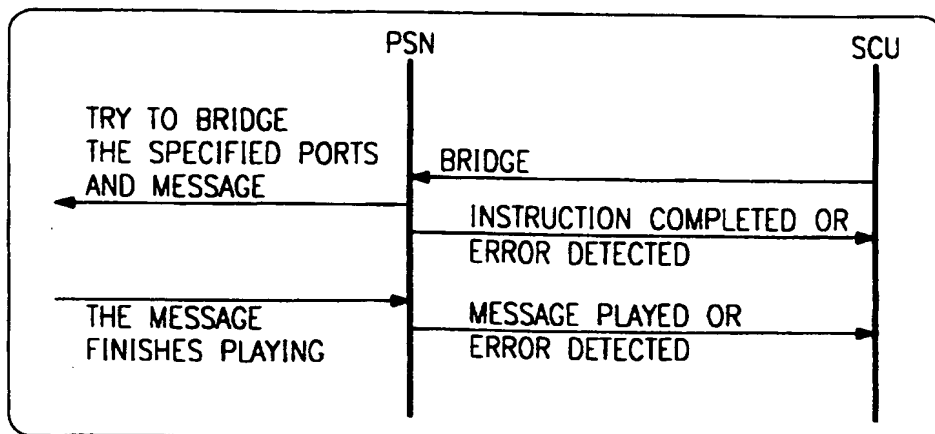 PSN
SCU
TRY TO BRIDGE
THE SPECIFIED PORTS
AND MESSAGE
BRIDGE
INSTRUCTION COMPLETED OR
ERROR DETECTED
THE MESSAGE
FINISHES PLAYING
MESSAGE PLAYED OR
ERROR DETECTED